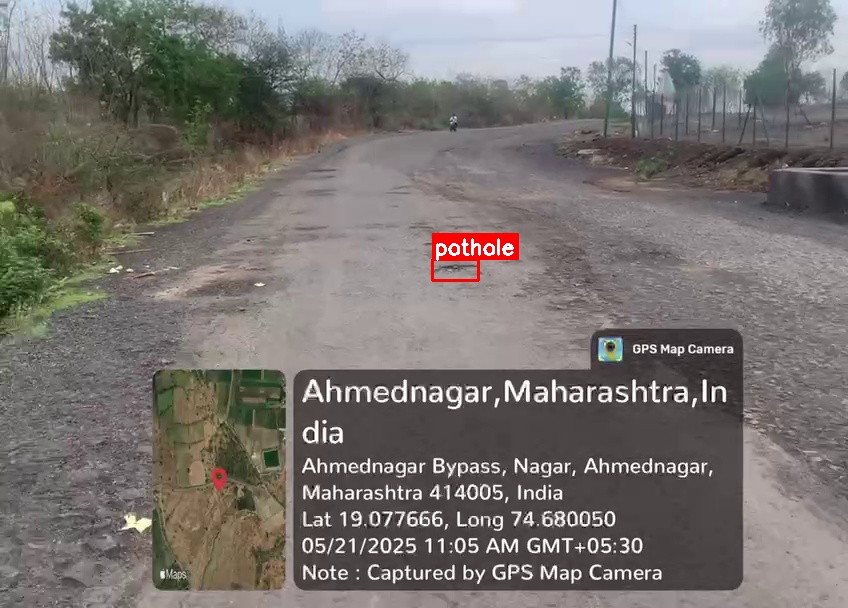 pothole
GPS Map Camera
Ahmednagar,Maharashtra,In
dia
Ahmednagar Bypass, Nagar, Ahmednagar,
Maharashtra 414005, India
Lat 19.077666, Long 74.680050
05/21/2025 11:05 AM GMT+05:30
Note : Captured by GPS Map Camera
Maps